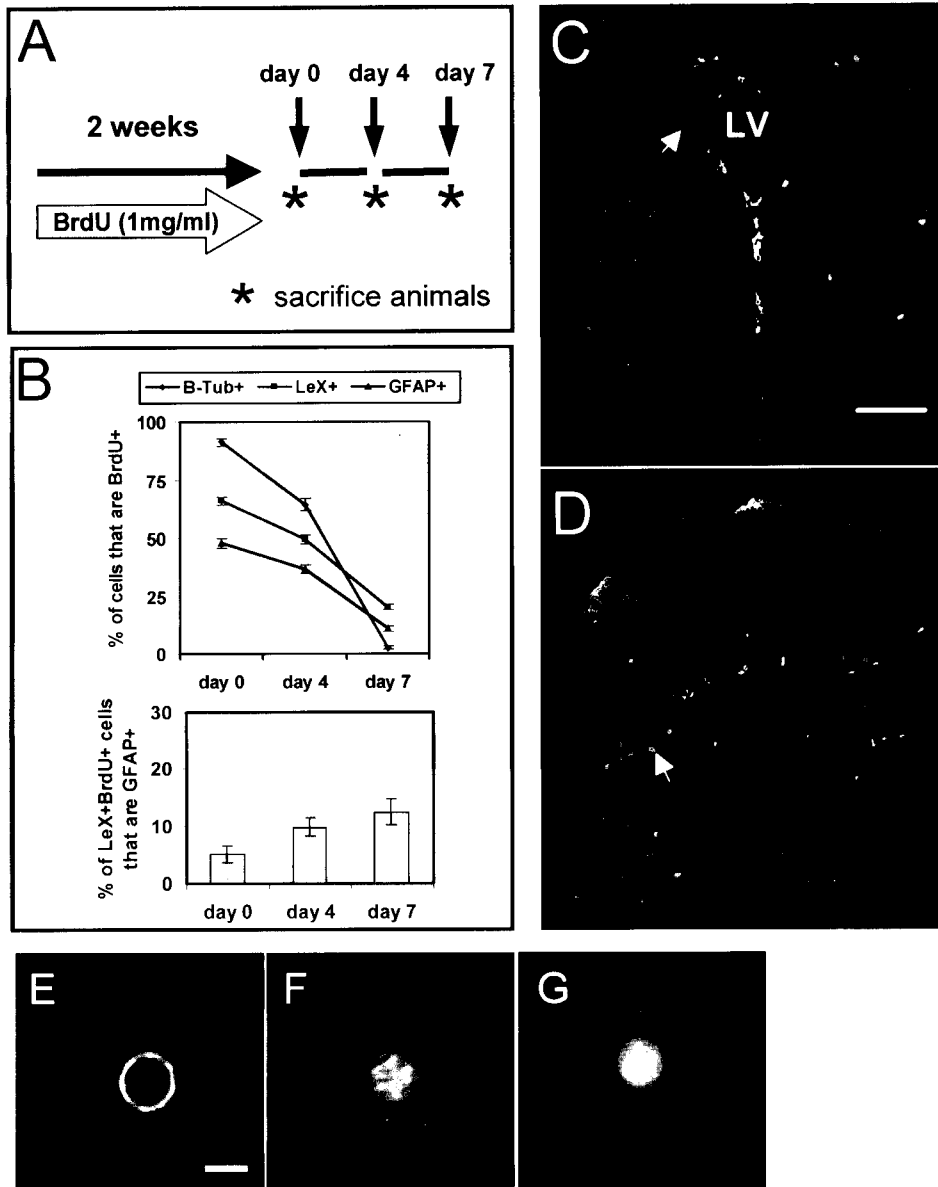 A
day 0 day 4 day 7
2 weeks
BrdU (1mg/ml)
* * *
* sacrifice animals
B
B-Tub+ LeX+ GFAP+
% of cells that are BrdU+
100
75
50
25
0
day 0 day 4 day 7
% of LeX+BrdU+ cells
that are GFAP+
30
20
10
0
day 0 day 4 day 7
C
LV
D
E
F
G